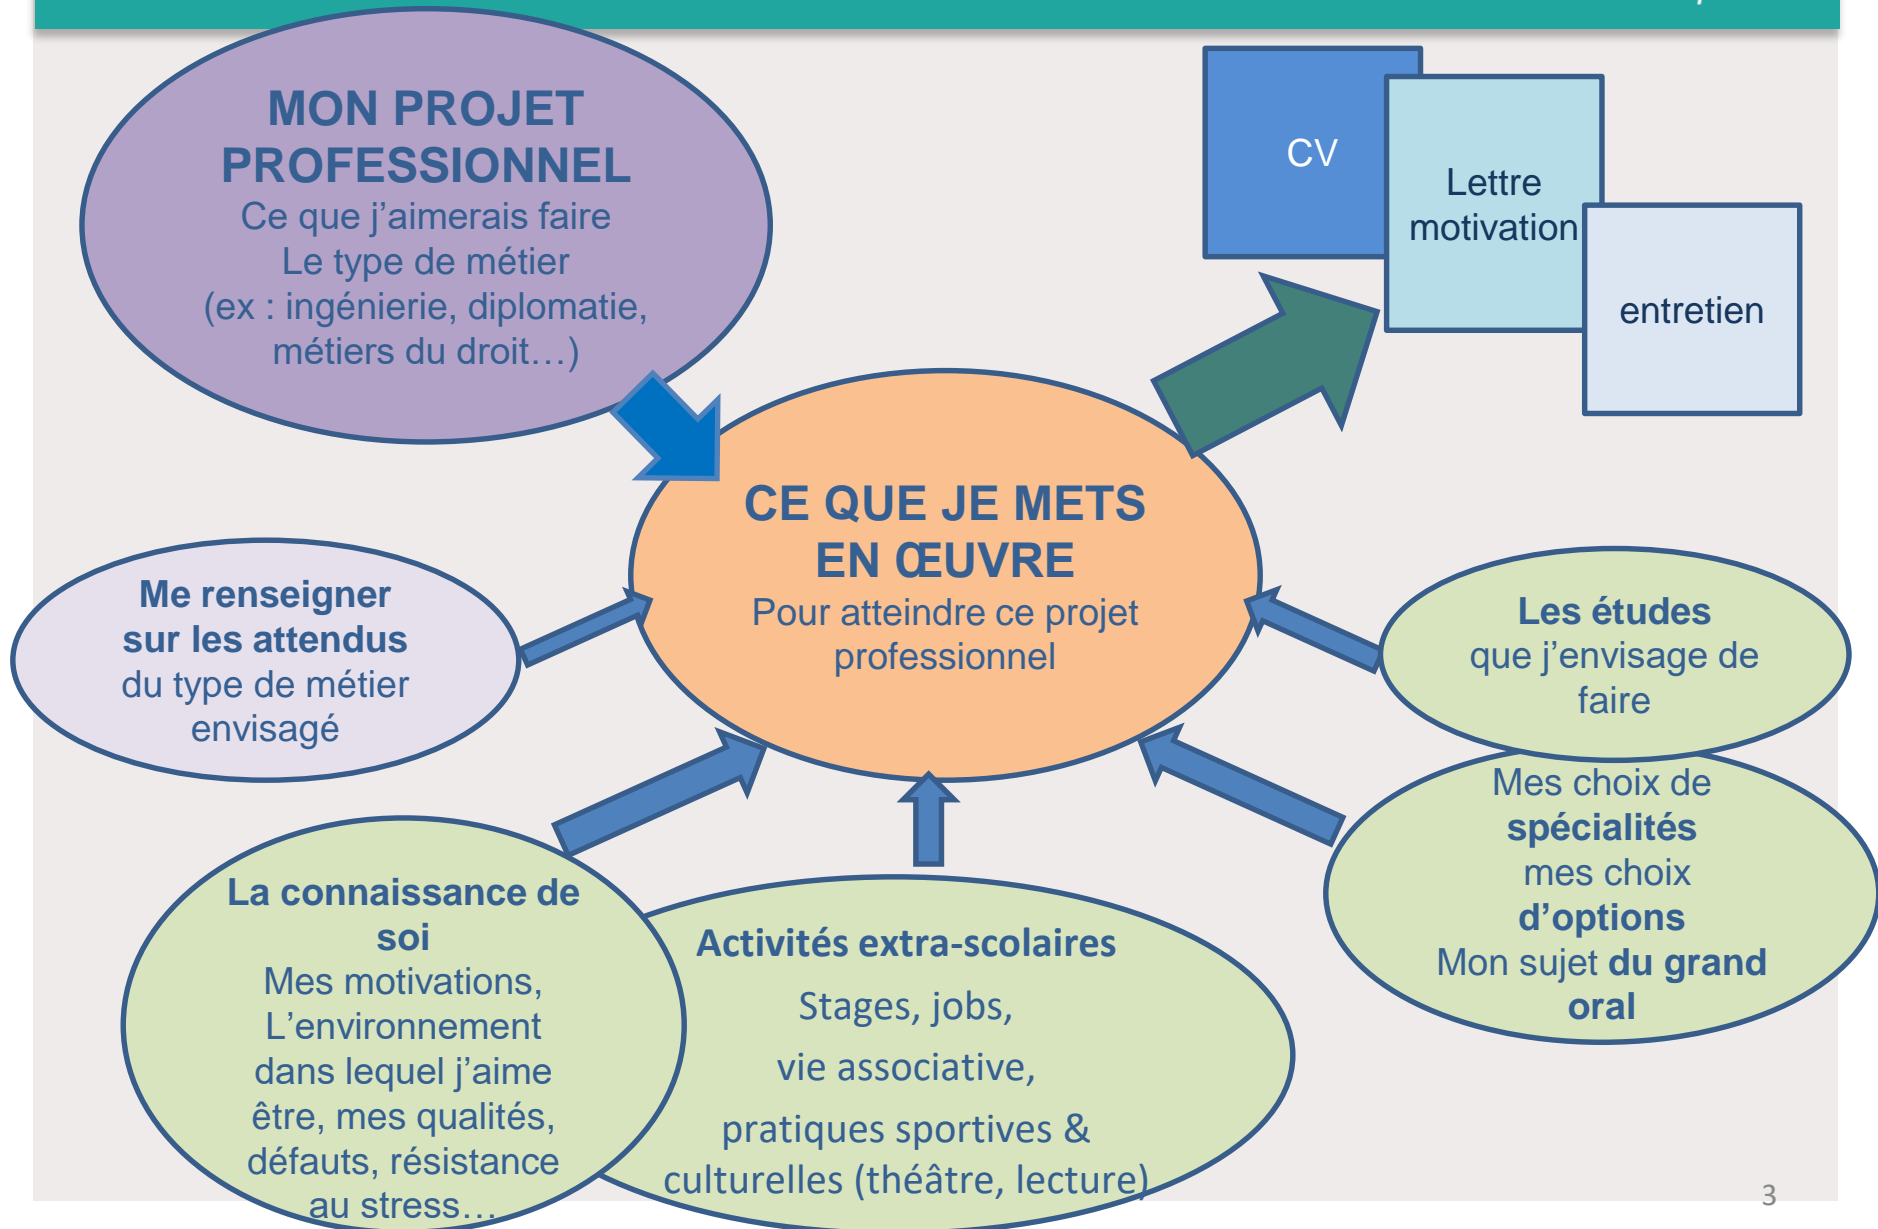 MON PROJET
PROFESSIONNEL
Ce que j’aimerais faire
Le type de métier
(ex : ingénierie, diplomatie,
métiers du droit…)
CV
Lettre
motivation
entretien
CE QUE JE METS
EN ŒUVRE
Pour atteindre ce projet
professionnel
Me renseigner
sur les attendus
du type de métier
envisagé
Les études
que j’envisage de
faire
Mes choix de
spécialités
mes choix
d’options
Mon sujet du grand
oral
La connaissance de
soi
Mes motivations,
L’environnement
dans lequel j’aime
être, mes qualités,
défauts, résistance
au stress…
Activités extra-scolaires
Stages, jobs,
vie associative,
pratiques sportives &
culturelles (théâtre, lecture)
3